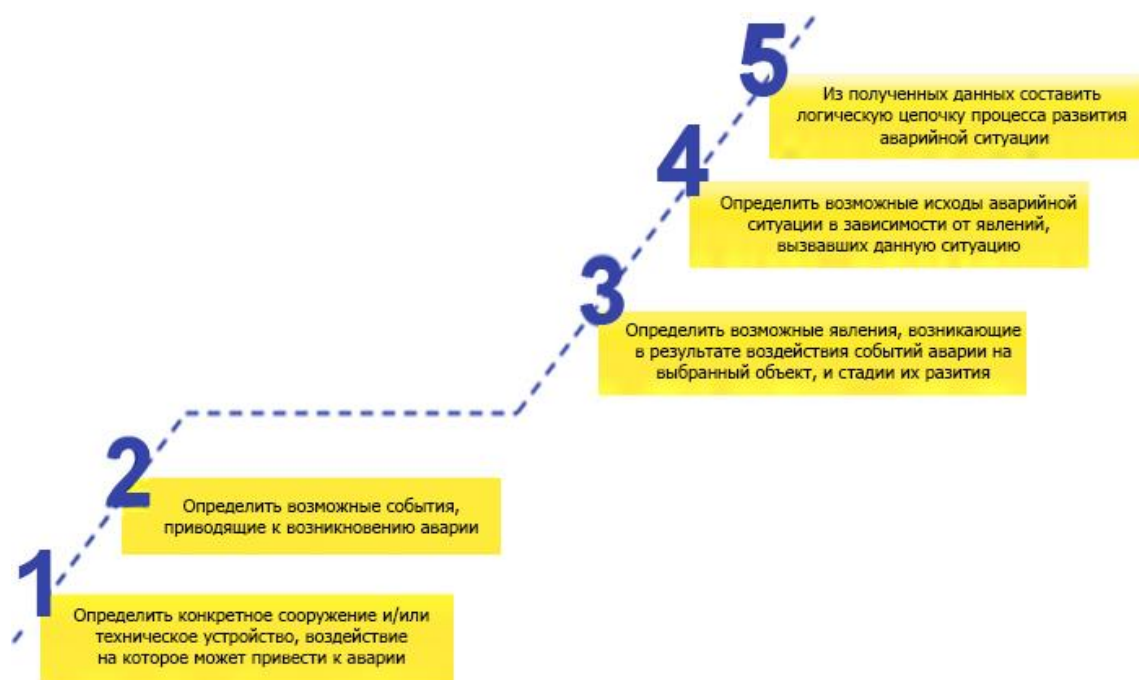 5
Из полученных данных составить
логическую цепочку процесса развития
аварийной ситуации
4
Определить возможные исходы аварийной
ситуации в зависимости от явлений,
вызвавших данную ситуацию
3
Определить возможные явления, возникающие
в результате воздействия событий аварии на
выбранный объект, и стадии их разития
2
Определить возможные события,
приводящие к возникновению аварии
1
Определить конкретное сооружение и/или
техническое устройство, воздействие
на которое может привести к аварии